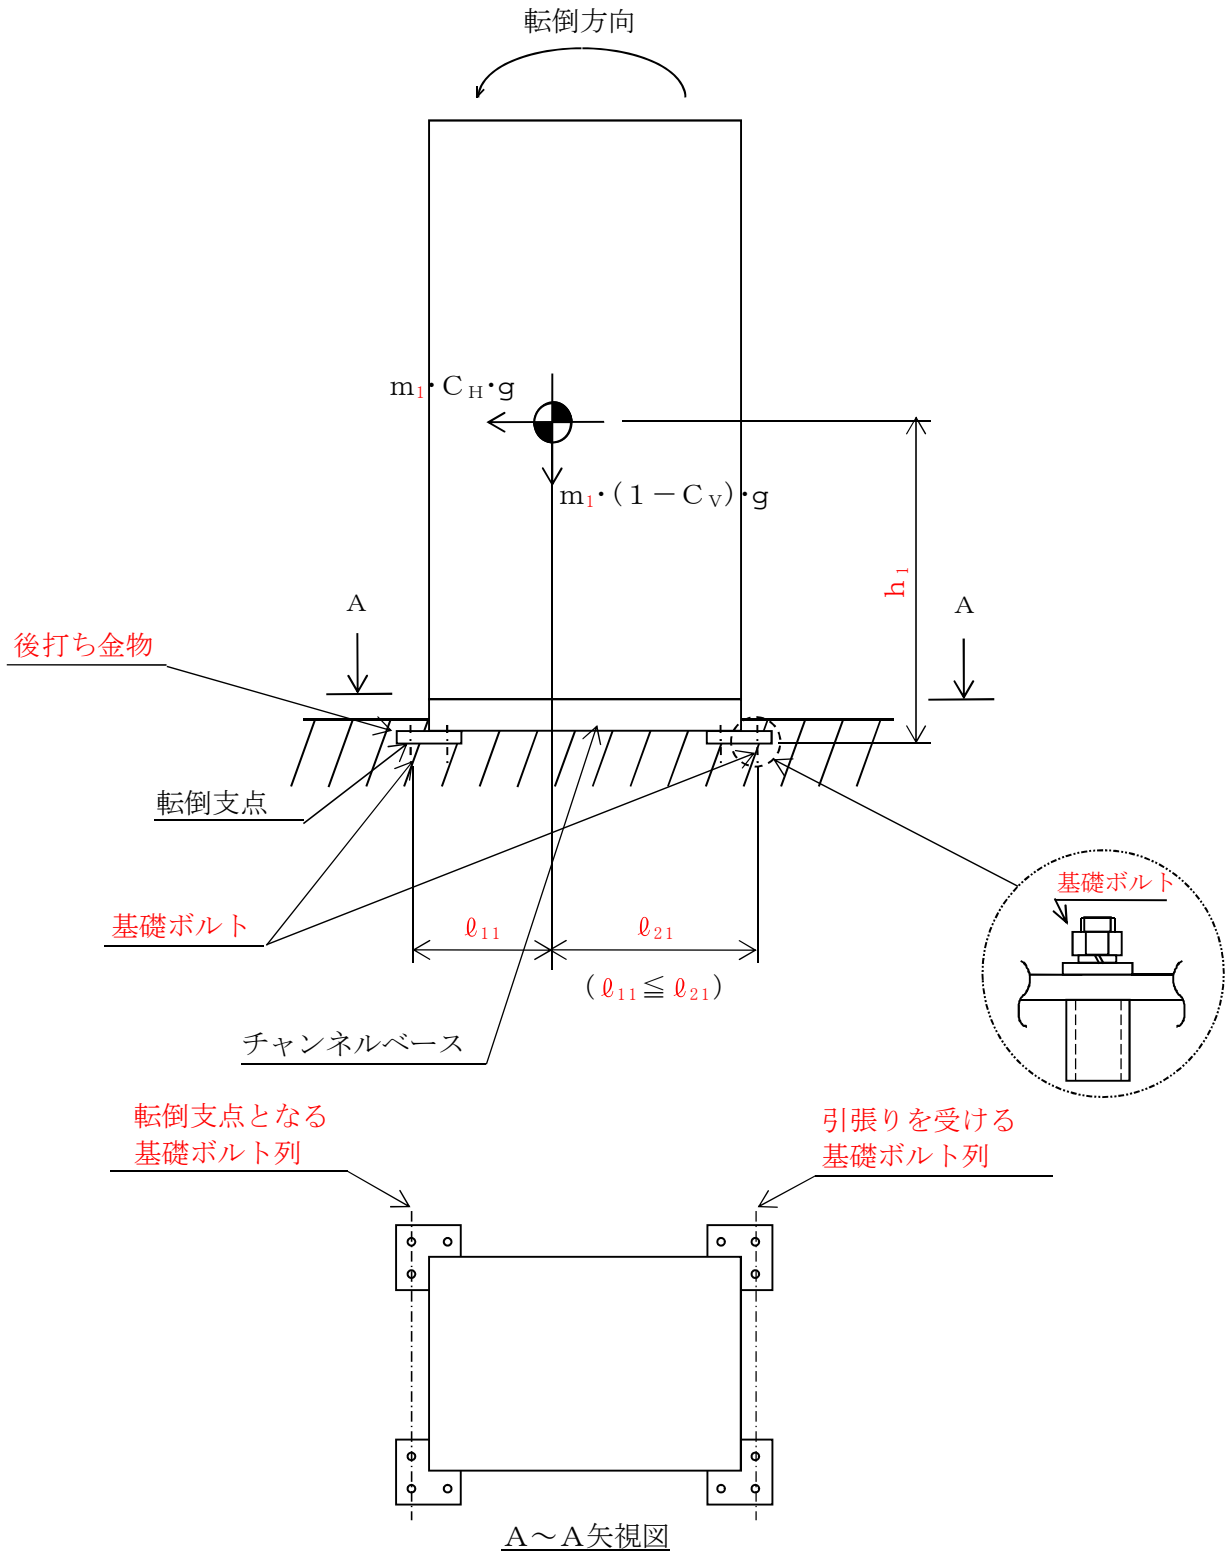 転倒方向
m₁・C_H・g
m₁・(1－C_V)・g
h₁
A
A
後打ち金物
転倒支点
基礎ボルト
基礎ボルト
ℓ₁₁
ℓ₂₁
(ℓ₁₁≦ℓ₂₁)
チャンネルベース
転倒支点となる
基礎ボルト列
引張りを受ける
基礎ボルト列
A～A矢視図